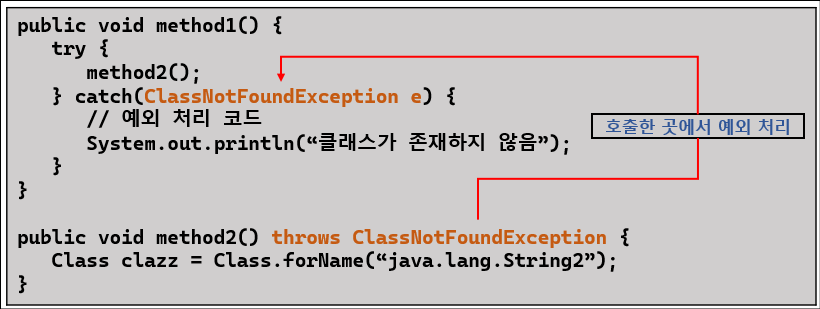 public void method1() {
try {
method2();
} catch(ClassNotFoundException e) {
// 예외 처리 코드
System.out.println(“클래스가 존재하지 않음”);
}
}
호출한 곳에서 예외 처리
public void method2() throws ClassNotFoundException {
Class clazz = Class.forName(“java.lang.String2”);
}